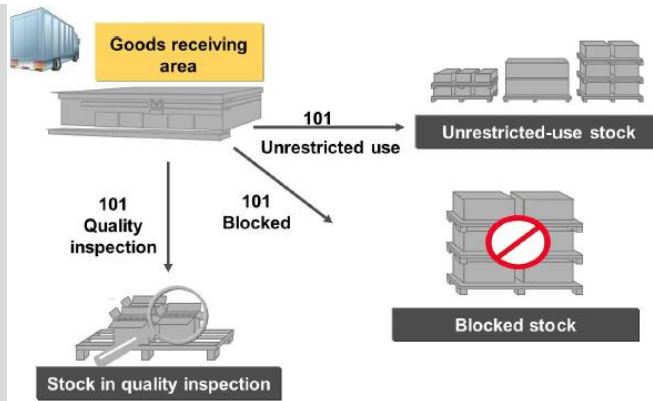 Goods receiving
area
101
Unrestricted use
Unrestricted-use stock
101
Quality
inspection
101
Blocked
Blocked stock
Stock in quality inspection